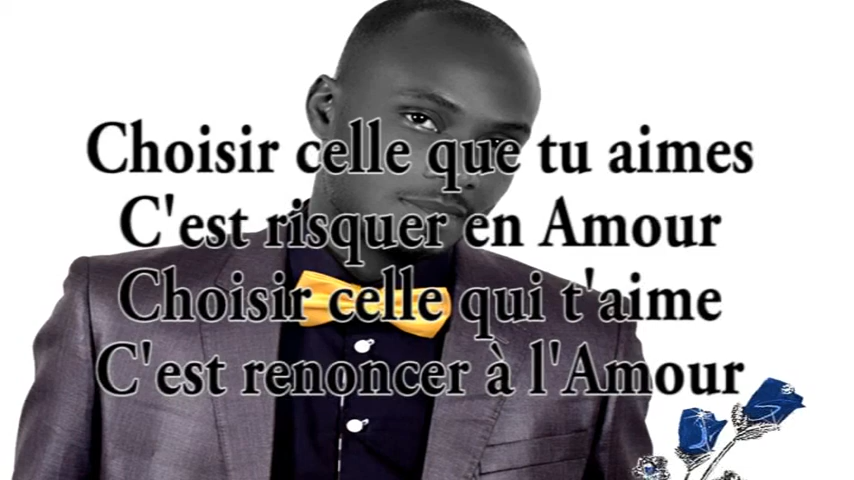 Choisir celle que tu aimes
C'est risquer en Amour
Choisir celle qui t'aime
C'est renoncer à l'Amour